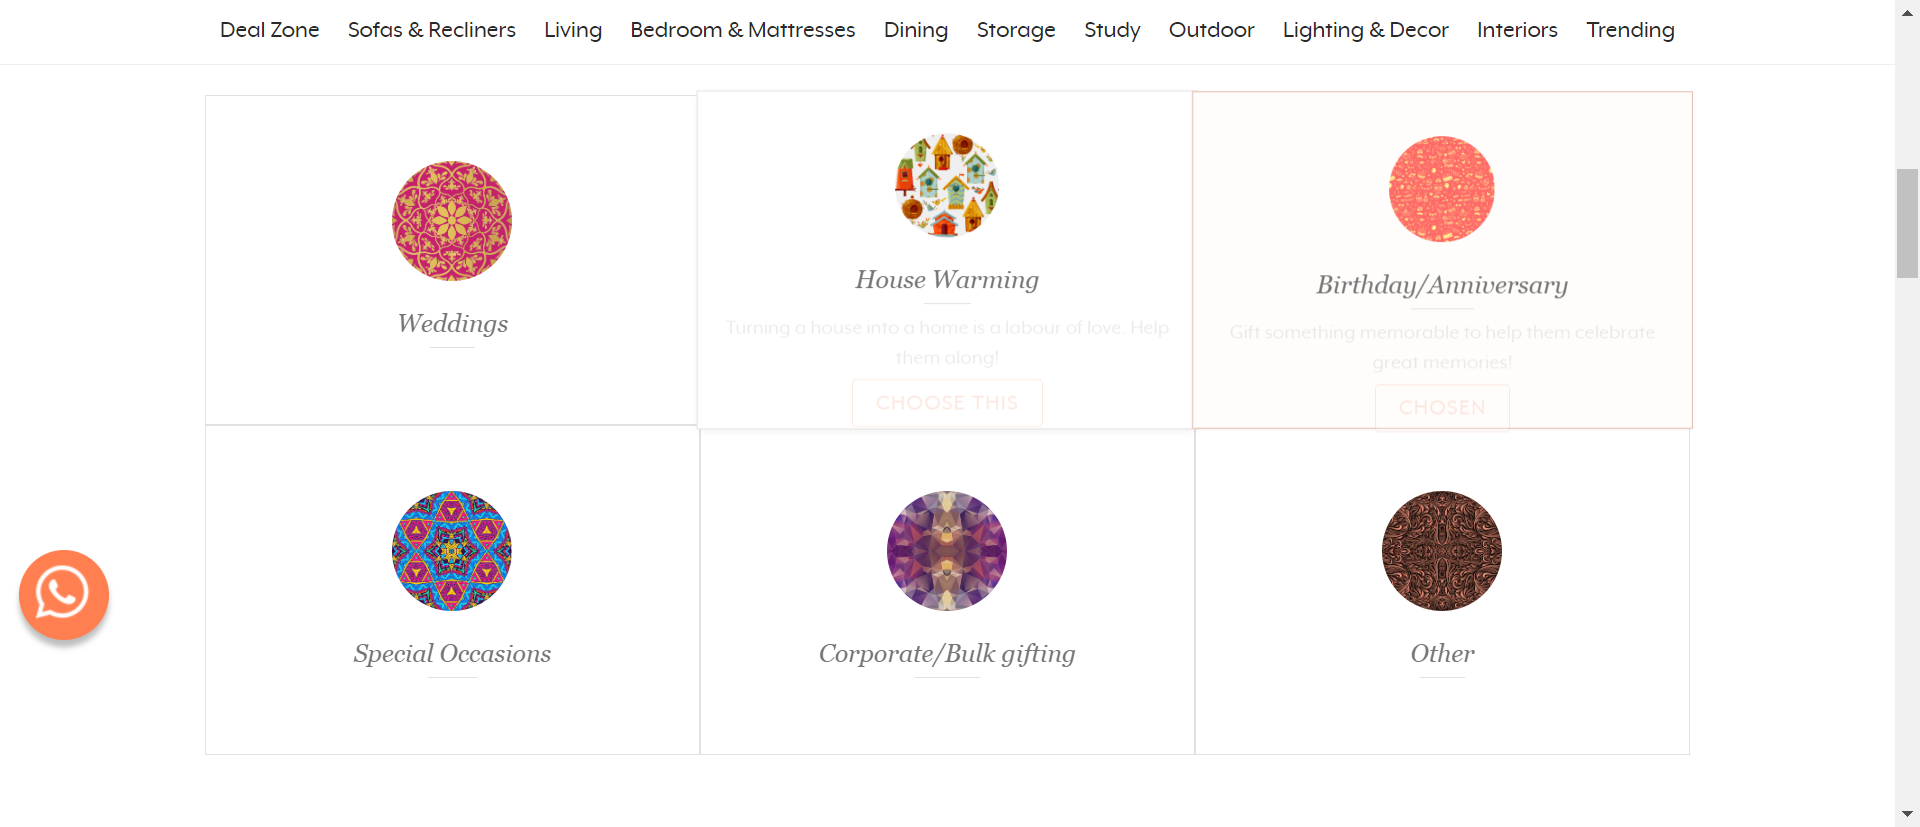 Deal Zone Sofas & Recliners Living Bedroom & Mattresses Dining Storage Study Outdoor Lighting & Decor Interiors Trending
Weddings
House Warming
Turning a house into a home is a labour of love. Help
them along!
CHOOSE THIS
Birthday/Anniversary
Gift something memorable to help them celebrate
great memories!
CHOSEN
Special Occasions
Corporate/Bulk gifting
Other